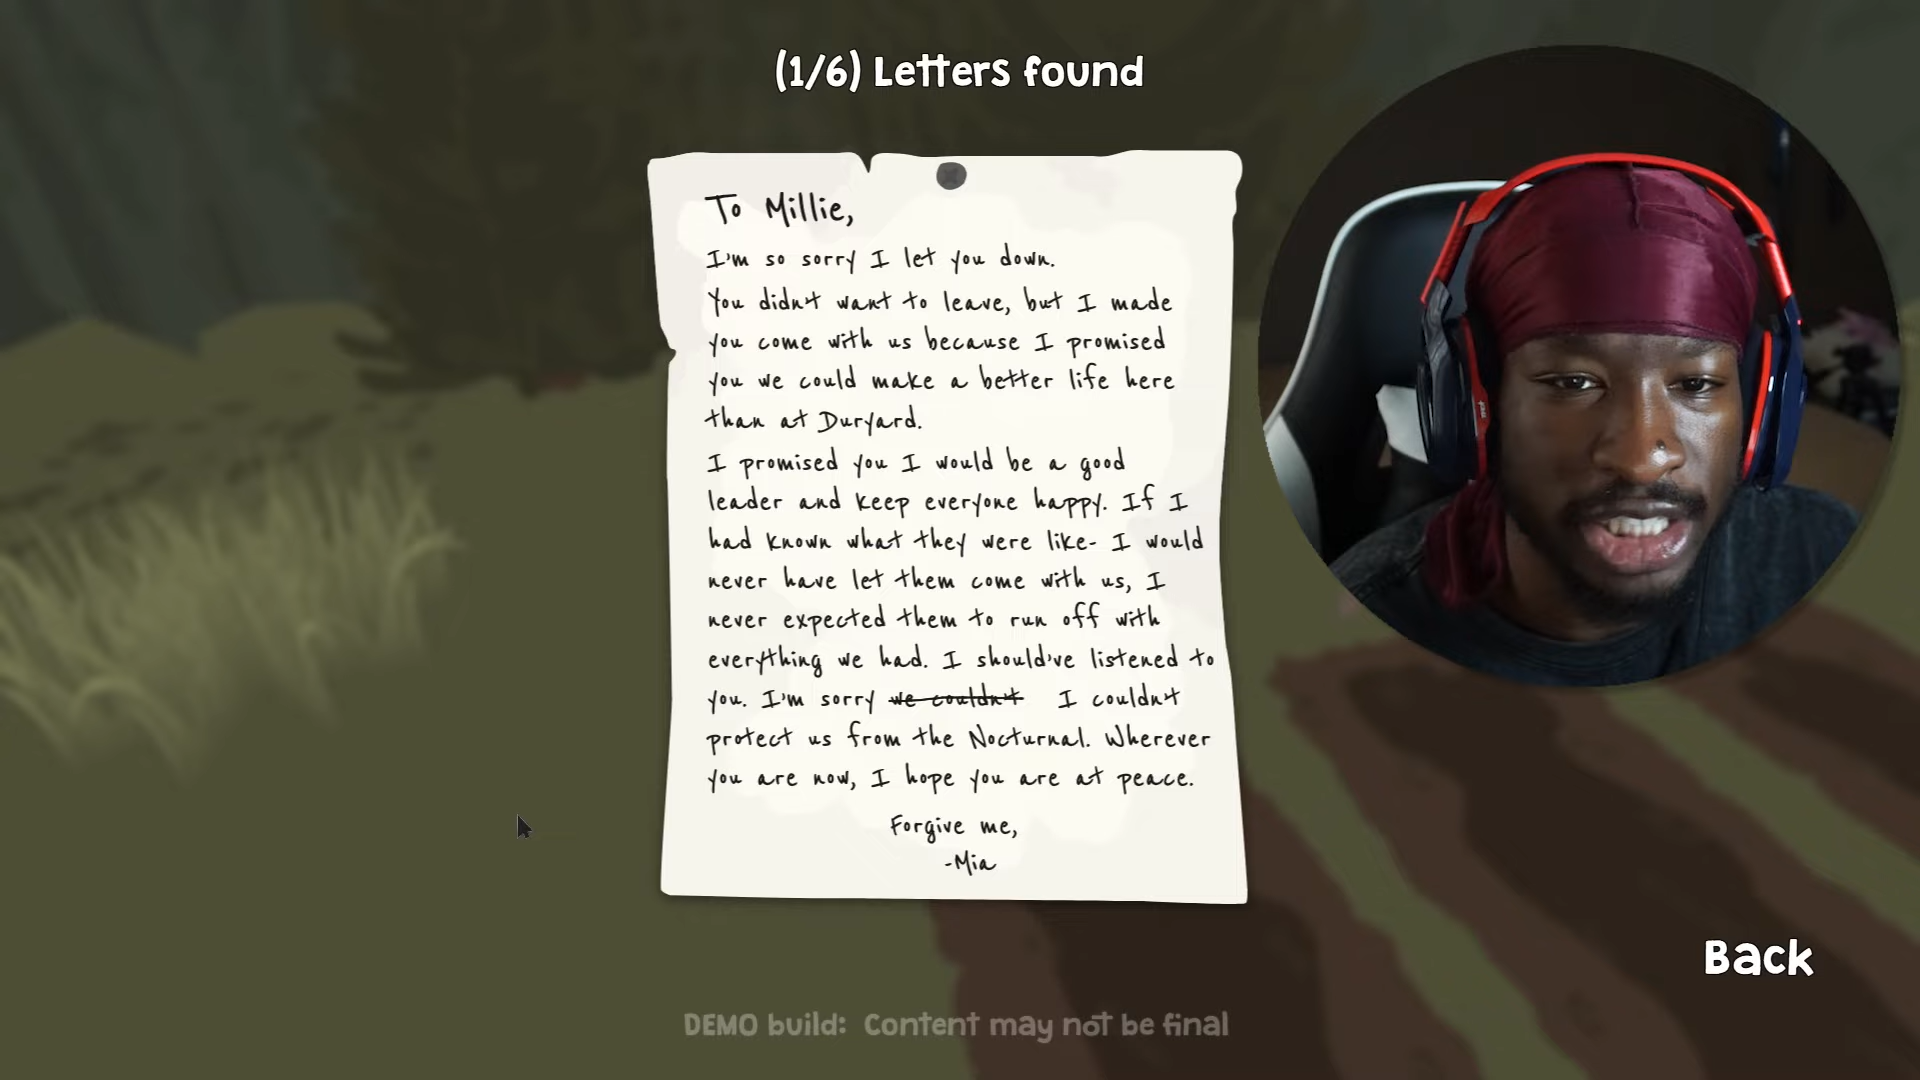 (1/6) Letters found
To Millie,
I'm so sorry I let you down.
You didn't want to leave, but I made
you come with us because I promised
you we could make a better life here
than at Duryard.
I promised you I would be a good
leader and keep everyone happy. If I
had known what they were like- I would
never have let them come with us, I
never expected them to run off with
everything we had. I should've listened to
you. I'm sorry we couldn't I couldn't
protect us from the Nocturnal. Wherever
you are now, I hope you are at peace.
Forgive me,
-Mia
Back
DEMO build: Content may not be final